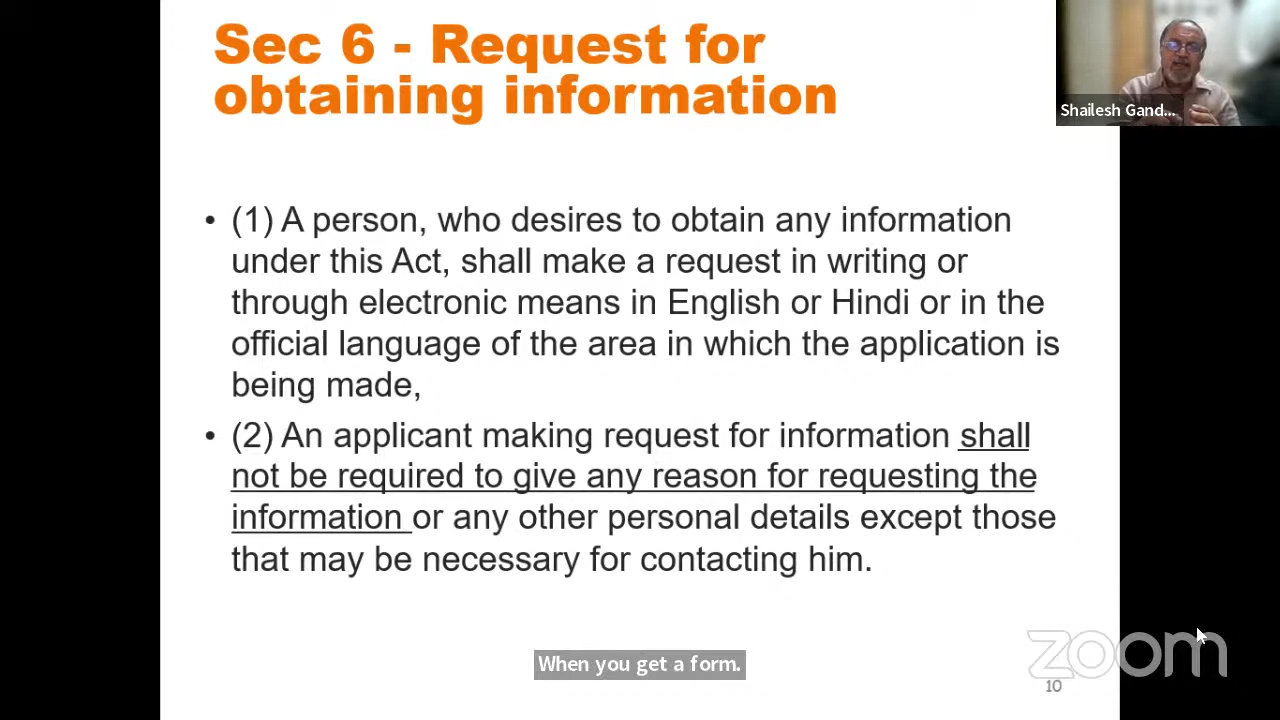 Sec 6 - Request for
obtaining information
Shailesh Gand...
• (1) A person, who desires to obtain any information
under this Act, shall make a request in writing or
through electronic means in English or Hindi or in the
official language of the area in which the application is
being made,
• (2) An applicant making request for information shall
not be required to give any reason for requesting the
information or any other personal details except those
that may be necessary for contacting him.
When you get a form.
zoom
10